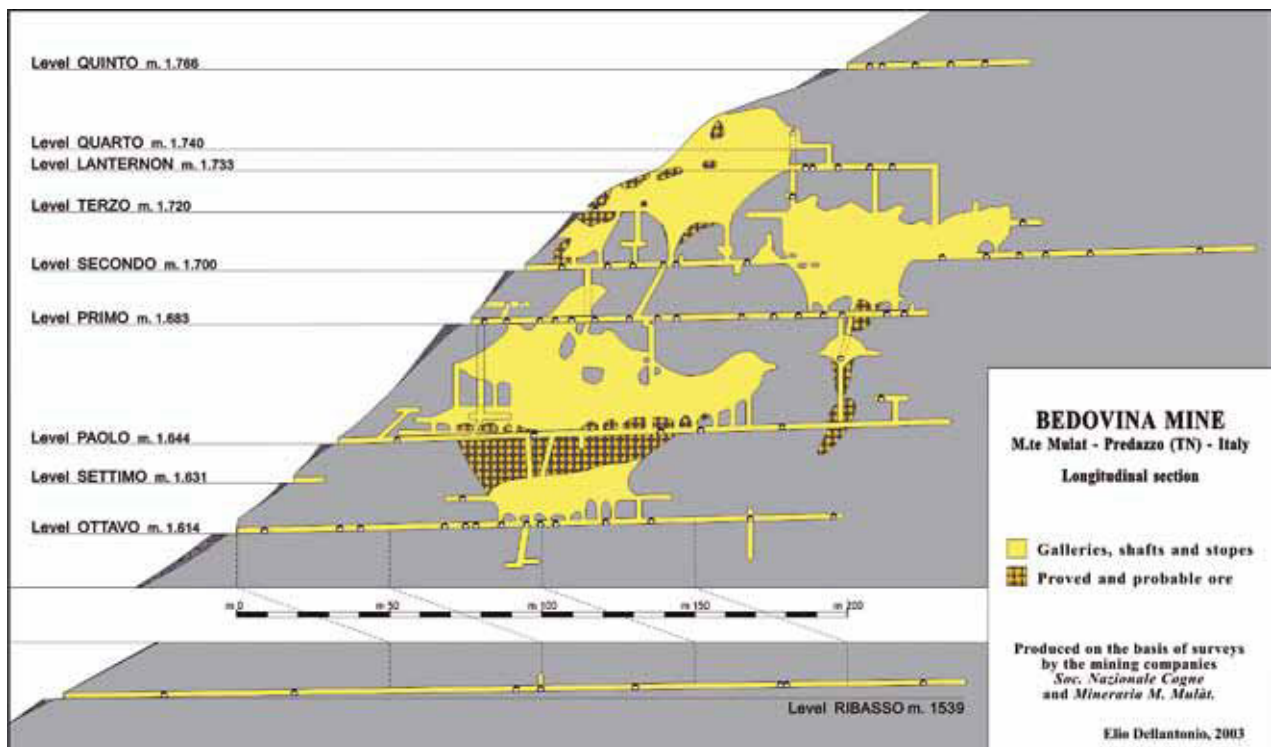 Level QUINTO m. 1.766
Level QUARTO m. 1.740
Level LANTERNON m. 1.733
Level TERZO m. 1.720
Level SECONDO m. 1.700
Level PRIMO m. 1.683
Level PAOLO m. 1.644
Level SETTIMO m. 1.631
Level OTTAVO m. 1.614
m 0 m 50 m 100 m 150 m 200
Level RIBASSO m. 1539
BEDOVINA MINE
M.te Mulat - Predazzo (TN) - Italy
Longitudinal section
Galleries, shafts and stopes
Proved and probable ore
Produced on the basis of surveys
by the mining companies
Soc. Nazionale Cogne
and Mineraria M. Mulàt.
Elio Dellantonio, 2003